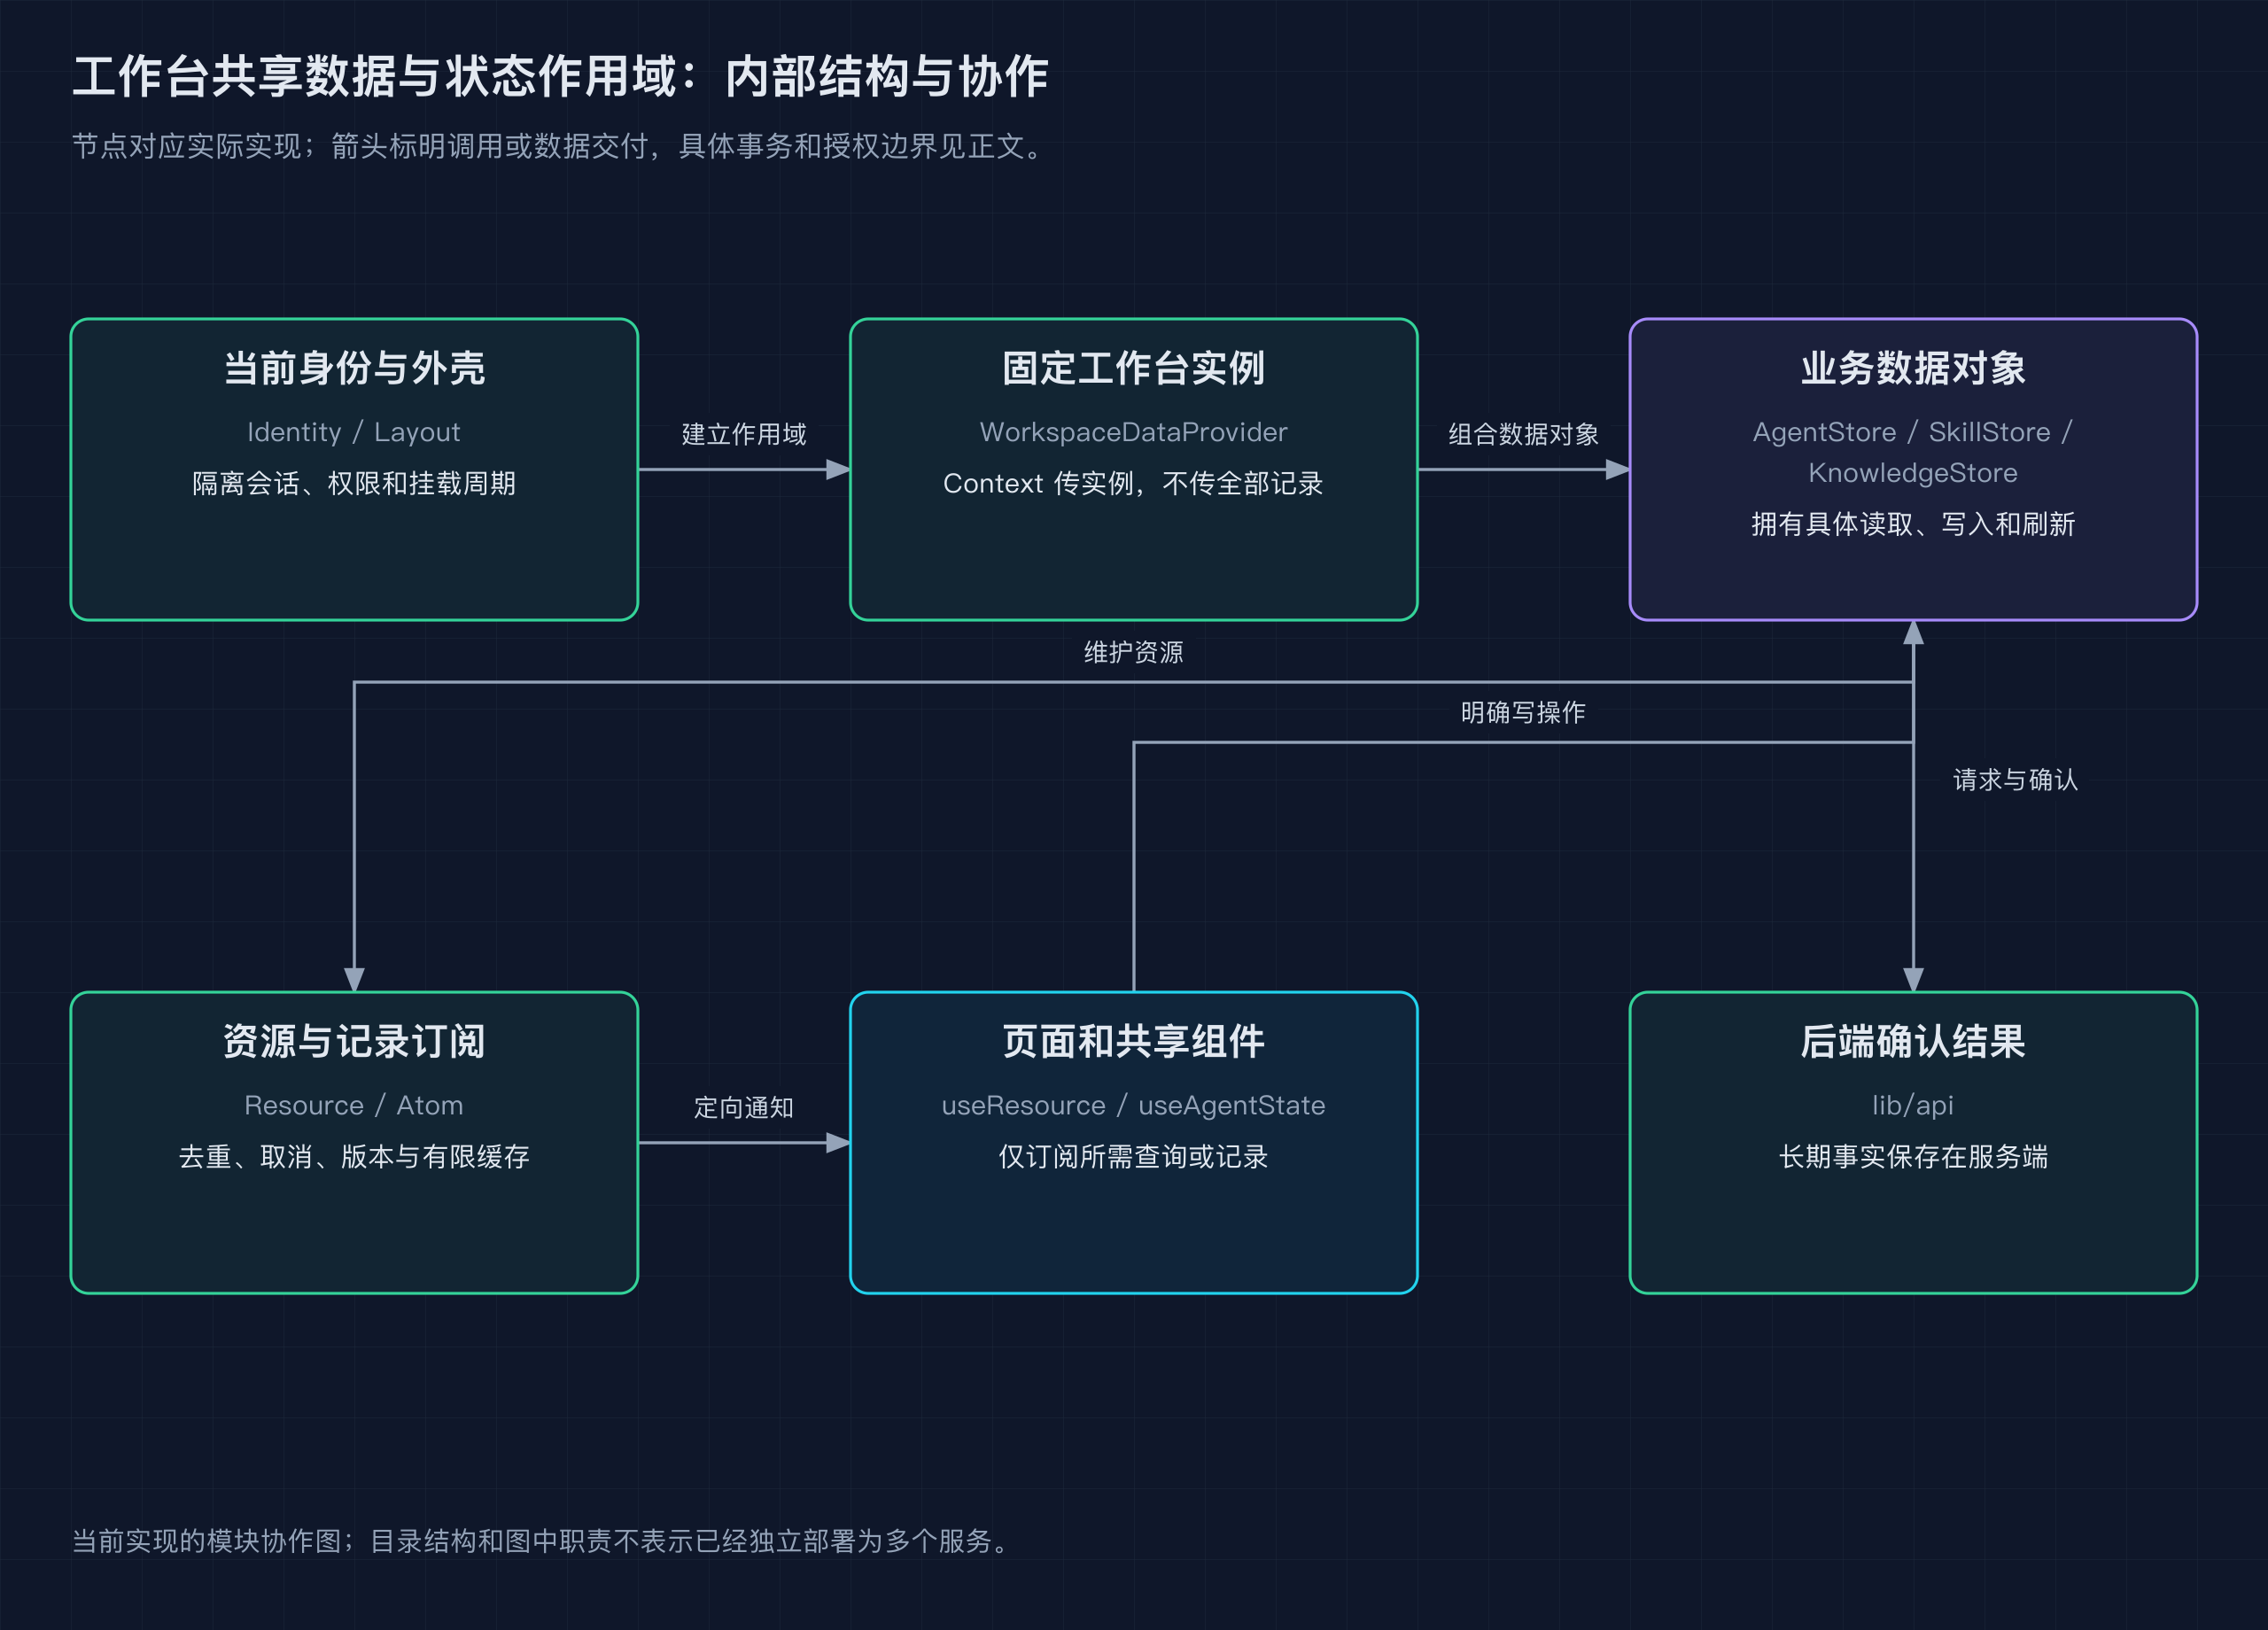 工作台共享数据与状态作用域：内部结构与协作
节点对应实际实现；箭头标明调用或数据交付，具体事务和授权边界见正文。
当前身份与外壳
Identity / Layout
隔离会话、权限和挂载周期
建立作用域
固定工作台实例
WorkspaceDataProvider
Context 传实例，不传全部记录
组合数据对象
业务数据对象
AgentStore / SkillStore /
KnowledgeStore
拥有具体读取、写入和刷新
维护资源
明确写操作
请求与确认
资源与记录订阅
Resource / Atom
去重、取消、版本与有限缓存
定向通知
页面和共享组件
useResource / useAgentState
仅订阅所需查询或记录
后端确认结果
lib/api
长期事实保存在服务端
当前实现的模块协作图；目录结构和图中职责不表示已经独立部署为多个服务。